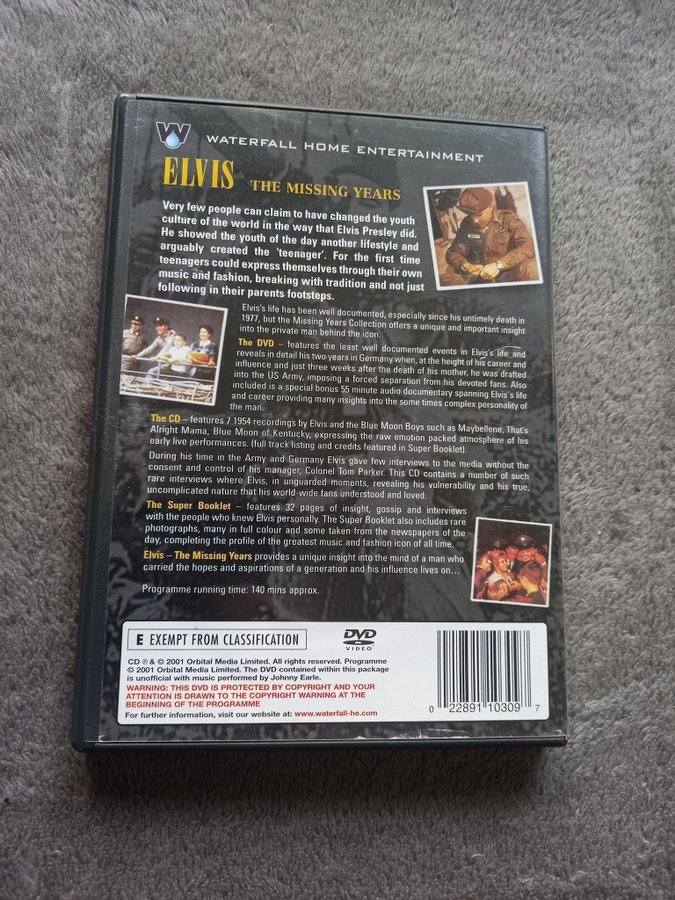 W
WATERFALL HOME ENTERTAINMENT
ELVIS THE MISSING YEARS
Very few people can claim to have changed the youth
culture of the world in the way that Elvis Presley did.
He showed the youth of the day another lifestyle and
arguably created the 'teenager'. For the first time
teenagers could express themselves through their own
music and fashion, breaking with tradition and not just
following in their parents footsteps.
Elvis's life has been well documented, especially since his untimely death in
1977, but the Missing Years Collection offers a unique and important insight
into the private man behind the icon.
The DVD – features the least well documented events in Elvis's life and
reveals in detail his two years in Germany when, at the height of his career and
influence and just three weeks after the death of his mother, he was drafted
into the US Army, imposing a forced separation from his devoted fans. Also
included is a special bonus 55 minute audio documentary spanning Elvis's life
and career providing many insights into the some times complex personality of
the man.
The CD – features 7 1954 recordings by Elvis and the Blue Moon Boys such as Maybellene, That's
Alright Mama, Blue Moon of Kentucky, expressing the raw emotion packed atmosphere of his
early live performances. (full track listing and credits featured in Super Booklet).
During his time in the Army and Germany Elvis gave few interviews to the media without the
consent and control of his manager, Colonel Tom Parker. This CD contains a number of such
rare interviews where Elvis, in unguarded moments, revealing his vulnerability and his true,
uncomplicated nature that his world-wide fans understood and loved.
The Super Booklet – features 32 pages of insight, gossip and interviews
with the people who knew Elvis personally. The Super Booklet also includes rare
photographs, many in full colour and some taken from the newspapers of the
day, completing the profile of the greatest music and fashion icon of all time.
Elvis – The Missing Years provides a unique insight into the mind of a man who
carried the hopes and aspirations of a generation and his influence lives on...
Programme running time: 140 mins approx.
E EXEMPT FROM CLASSIFICATION
DVD
VIDEO
CD ℗ & © 2001 Orbital Media Limited. All rights reserved. Programme
© 2001 Orbital Media Limited. The DVD contained within this package
is unofficial with music performed by Johnny Earle.
WARNING: THIS DVD IS PROTECTED BY COPYRIGHT AND YOUR
ATTENTION IS DRAWN TO THE COPYRIGHT WARNING AT THE
BEGINNING OF THE PROGRAMME
For further information, visit our website at: www.waterfall-he.com
0 22891 10309 7